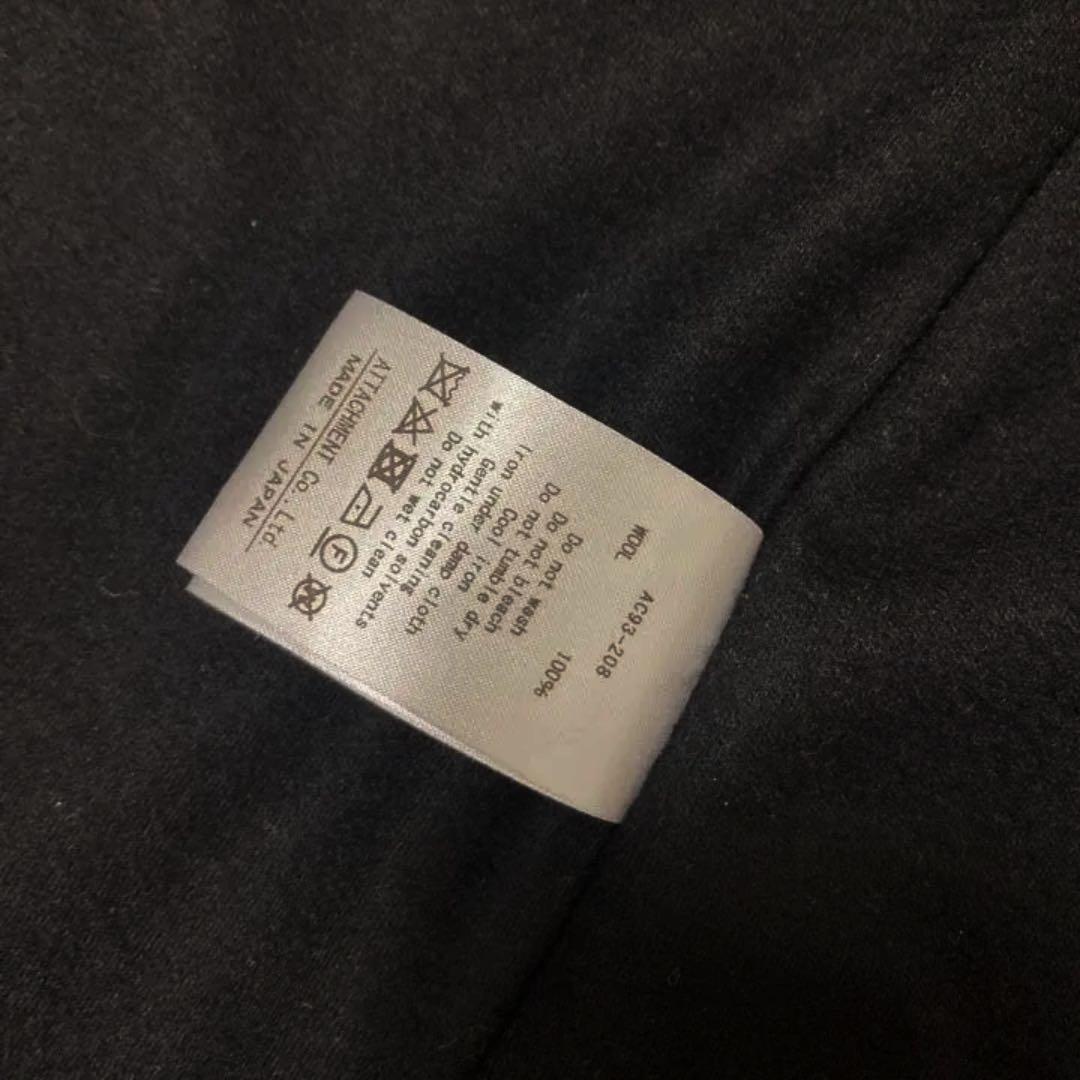 AC93-208
WOOL 100%
Do not wash
Do not bleach
Do not tumble dry
Cool iron
Iron under damp cloth
Gentle cleaning
with hydrocarbon solvents
Do not wet clean
F
ATTACHMENT Co.,Ltd.
MADE IN JAPAN